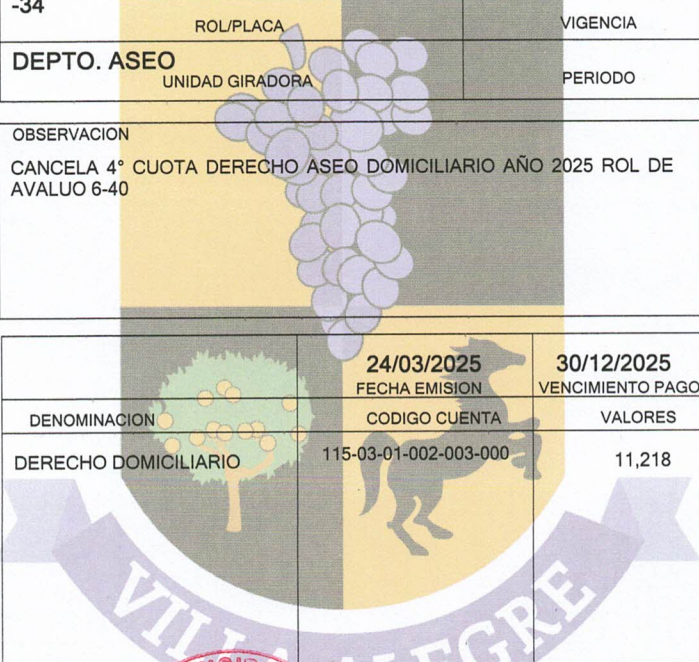 -34
ROL/PLACA VIGENCIA
DEPTO. ASEO
UNIDAD GIRADORA PERIODO
OBSERVACION
CANCELA 4° CUOTA DERECHO ASEO DOMICILIARIO AÑO 2025 ROL DE
AVALUO 6-40
24/03/2025 30/12/2025
FECHA EMISION VENCIMIENTO PAGO
DENOMINACION CODIGO CUENTA VALORES
DERECHO DOMICILIARIO 115-03-01-002-003-000 11,218
VILLA ALEGRE